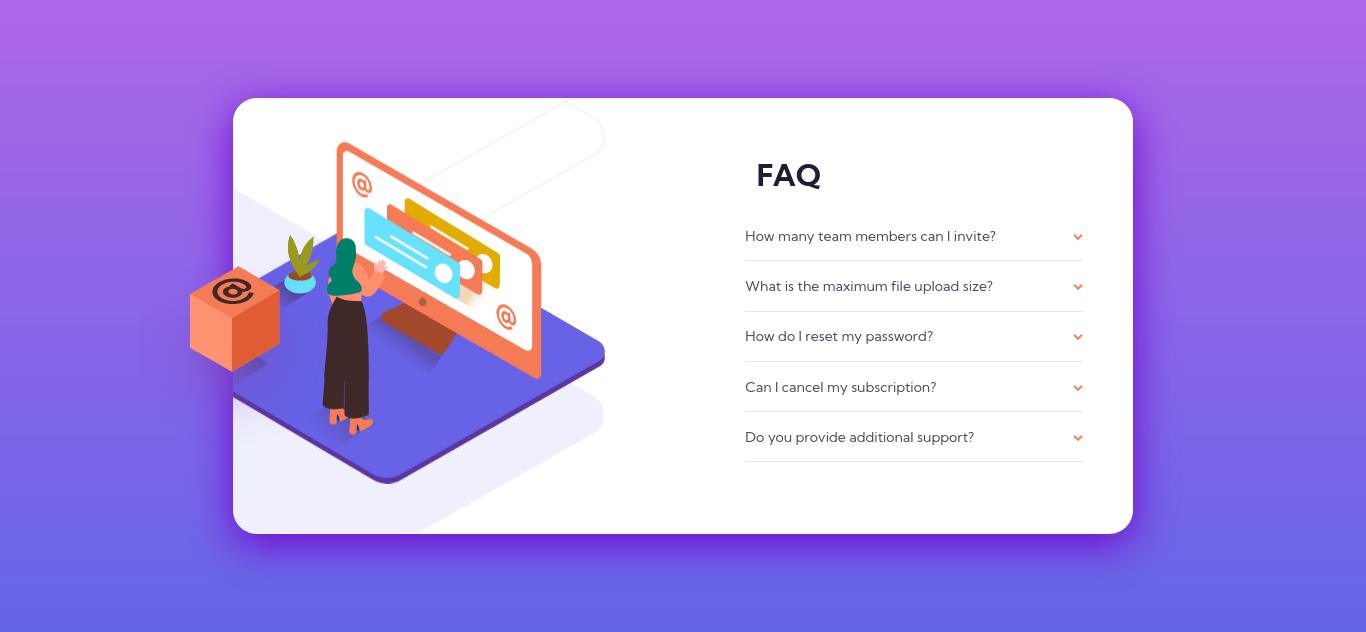 FAQ
How many team members can I invite?
What is the maximum file upload size?
How do I reset my password?
Can I cancel my subscription?
Do you provide additional support?
@
@
@